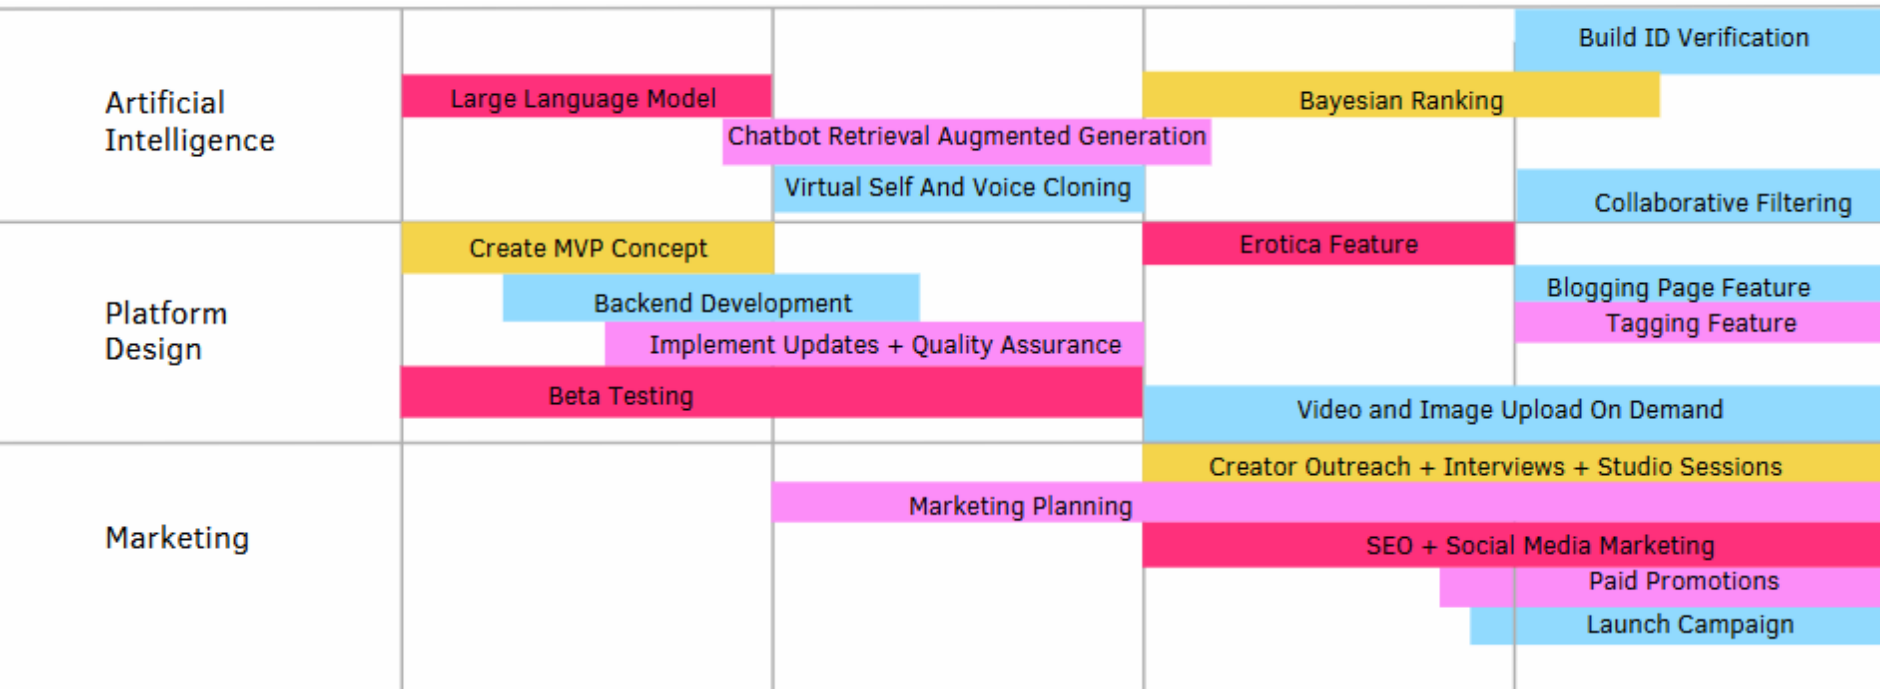 Build ID Verification
Artificial
Intelligence
Large Language Model
Bayesian Ranking
Chatbot Retrieval Augmented Generation
Virtual Self And Voice Cloning
Collaborative Filtering
Platform
Design
Create MVP Concept
Erotica Feature
Backend Development
Blogging Page Feature
Tagging Feature
Implement Updates + Quality Assurance
Beta Testing
Video and Image Upload On Demand
Marketing
Creator Outreach + Interviews + Studio Sessions
Marketing Planning
SEO + Social Media Marketing
Paid Promotions
Launch Campaign